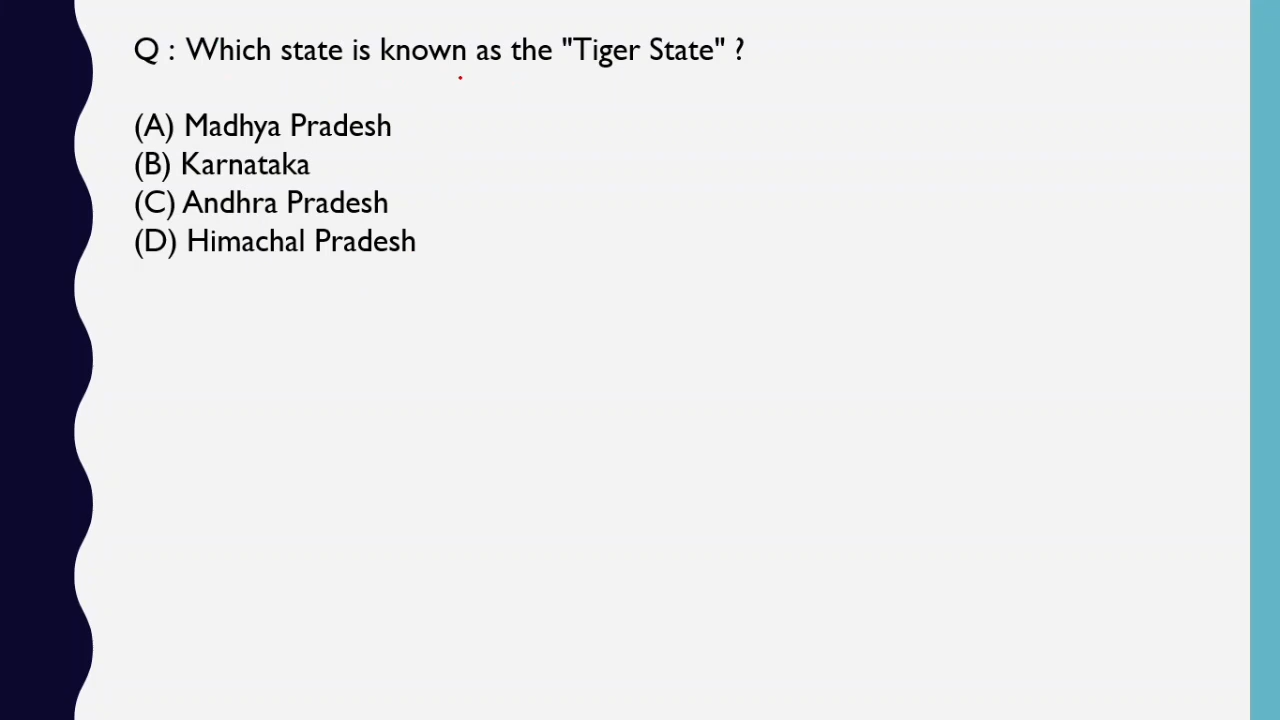 Q : Which state is known as the "Tiger State" ?
(A) Madhya Pradesh
(B) Karnataka
(C) Andhra Pradesh
(D) Himachal Pradesh